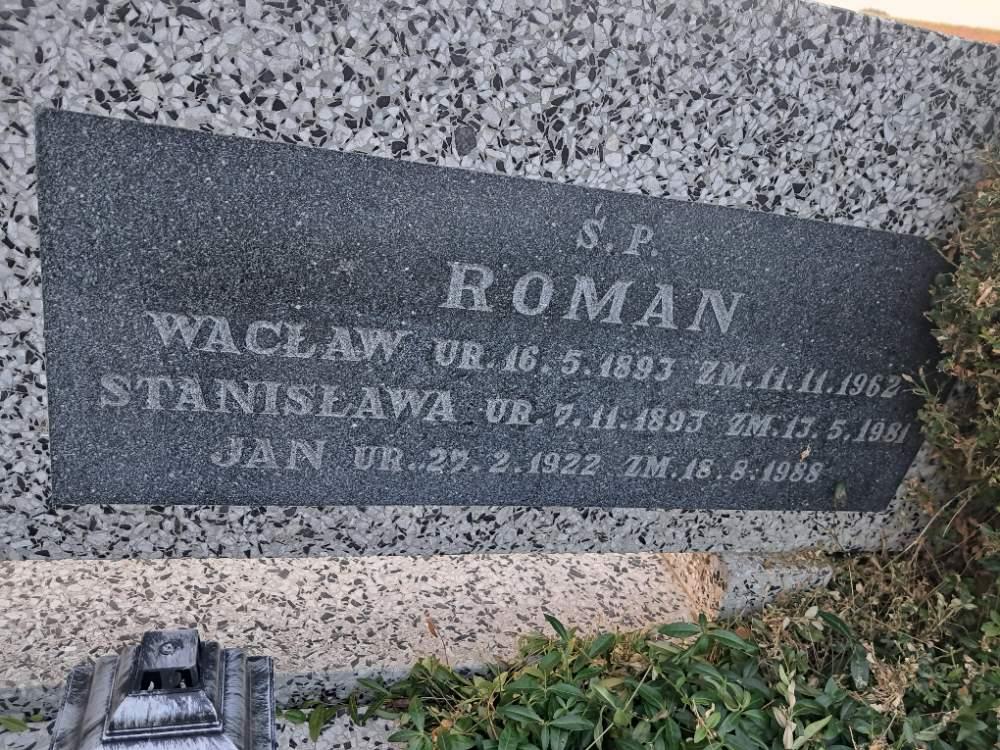 Ś. P.
ROMAN
WACŁAW UR. 16. 5. 1893 ZM. 11. 11. 1962
STANISŁAWA UR. 7. 11. 1893 ZM. 17. 5. 1981
JAN UR. 27. 2. 1922 ZM. 18. 8. 1988